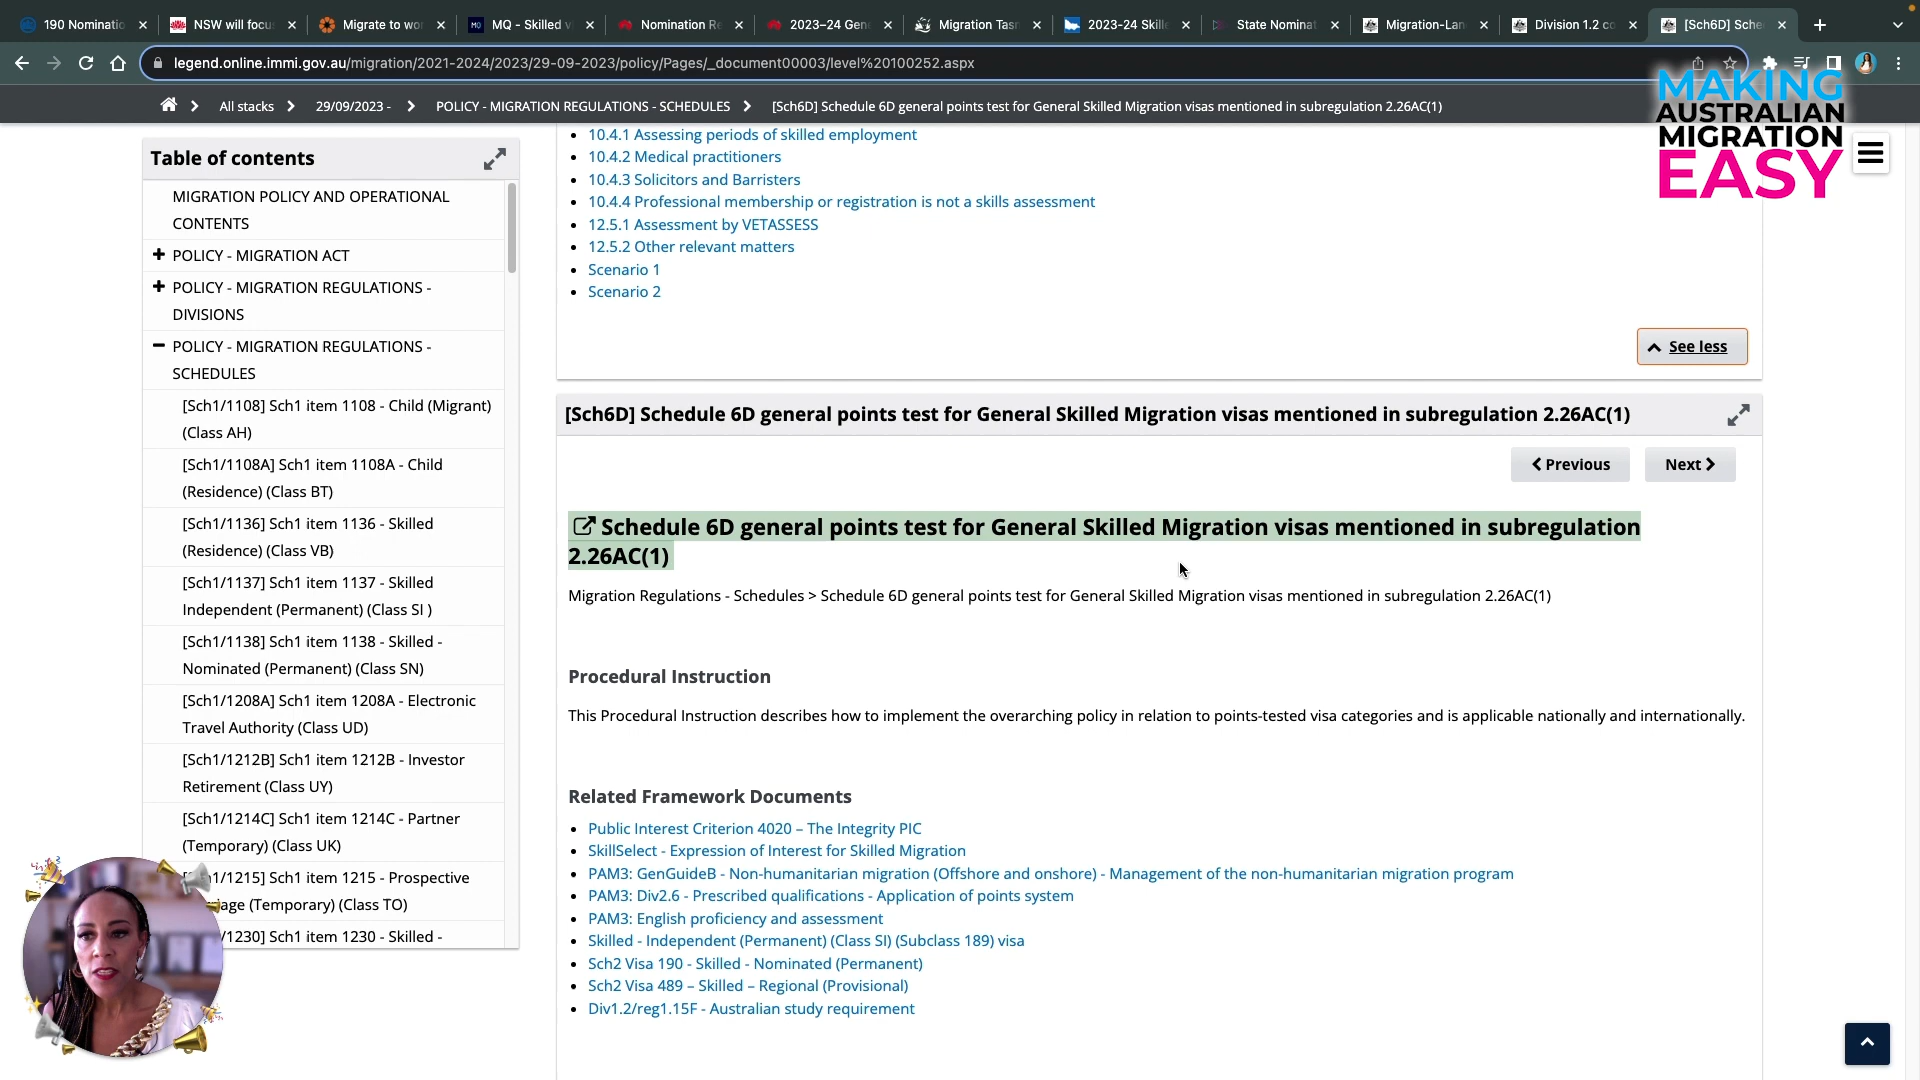 190 Nominatio
NSW will focu
Migrate to wo
MQ - Skilled v
Nomination Re
2023–24 Gen
Migration Tas
2023-24 Skille
State Nominat
Migration-Lan
Division 1.2 co
[Sch6D] Sche
legend.online.immi.gov.au/migration/2021-2024/2023/29-09-2023/policy/Pages/_document00003/level%20100252.aspx
All stacks
29/09/2023 -
POLICY - MIGRATION REGULATIONS - SCHEDULES
[Sch6D] Schedule 6D general points test for General Skilled Migration visas mentioned in subregulation 2.26AC(1)
MAKING
AUSTRALIAN
MIGRATION
EASY
Table of contents
MIGRATION POLICY AND OPERATIONAL
CONTENTS
POLICY - MIGRATION ACT
POLICY - MIGRATION REGULATIONS -
DIVISIONS
POLICY - MIGRATION REGULATIONS -
SCHEDULES
[Sch1/1108] Sch1 item 1108 - Child (Migrant)
(Class AH)
[Sch1/1108A] Sch1 item 1108A - Child
(Residence) (Class BT)
[Sch1/1136] Sch1 item 1136 - Skilled
(Residence) (Class VB)
[Sch1/1137] Sch1 item 1137 - Skilled
Independent (Permanent) (Class SI )
[Sch1/1138] Sch1 item 1138 - Skilled -
Nominated (Permanent) (Class SN)
[Sch1/1208A] Sch1 item 1208A - Electronic
Travel Authority (Class UD)
[Sch1/1212B] Sch1 item 1212B - Investor
Retirement (Class UY)
[Sch1/1214C] Sch1 item 1214C - Partner
(Temporary) (Class UK)
1/1215] Sch1 item 1215 - Prospective
age (Temporary) (Class TO)
/1230] Sch1 item 1230 - Skilled -
10.4.1 Assessing periods of skilled employment
10.4.2 Medical practitioners
10.4.3 Solicitors and Barristers
10.4.4 Professional membership or registration is not a skills assessment
12.5.1 Assessment by VETASSESS
12.5.2 Other relevant matters
Scenario 1
Scenario 2
See less
[Sch6D] Schedule 6D general points test for General Skilled Migration visas mentioned in subregulation 2.26AC(1)
Previous
Next
Schedule 6D general points test for General Skilled Migration visas mentioned in subregulation
2.26AC(1)
Migration Regulations - Schedules > Schedule 6D general points test for General Skilled Migration visas mentioned in subregulation 2.26AC(1)
Procedural Instruction
This Procedural Instruction describes how to implement the overarching policy in relation to points-tested visa categories and is applicable nationally and internationally.
Related Framework Documents
Public Interest Criterion 4020 – The Integrity PIC
SkillSelect - Expression of Interest for Skilled Migration
PAM3: GenGuideB - Non-humanitarian migration (Offshore and onshore) - Management of the non-humanitarian migration program
PAM3: Div2.6 - Prescribed qualifications - Application of points system
PAM3: English proficiency and assessment
Skilled - Independent (Permanent) (Class SI) (Subclass 189) visa
Sch2 Visa 190 - Skilled - Nominated (Permanent)
Sch2 Visa 489 – Skilled – Regional (Provisional)
Div1.2/reg1.15F - Australian study requirement